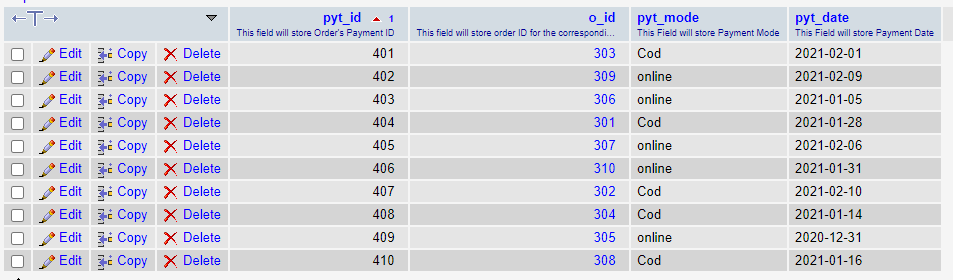 pyt_id 1 o_id pyt_mode pyt_date
This field will store Order's Payment ID This field will store order ID for the correspondi... This Field will store Payment Mode This Field will store Payment Date
Edit Copy Delete 401 303 Cod 2021-02-01
Edit Copy Delete 402 309 online 2021-02-09
Edit Copy Delete 403 306 online 2021-01-05
Edit Copy Delete 404 301 Cod 2021-01-28
Edit Copy Delete 405 307 online 2021-02-06
Edit Copy Delete 406 310 online 2021-01-31
Edit Copy Delete 407 302 Cod 2021-02-10
Edit Copy Delete 408 304 Cod 2021-01-14
Edit Copy Delete 409 305 online 2020-12-31
Edit Copy Delete 410 308 Cod 2021-01-16